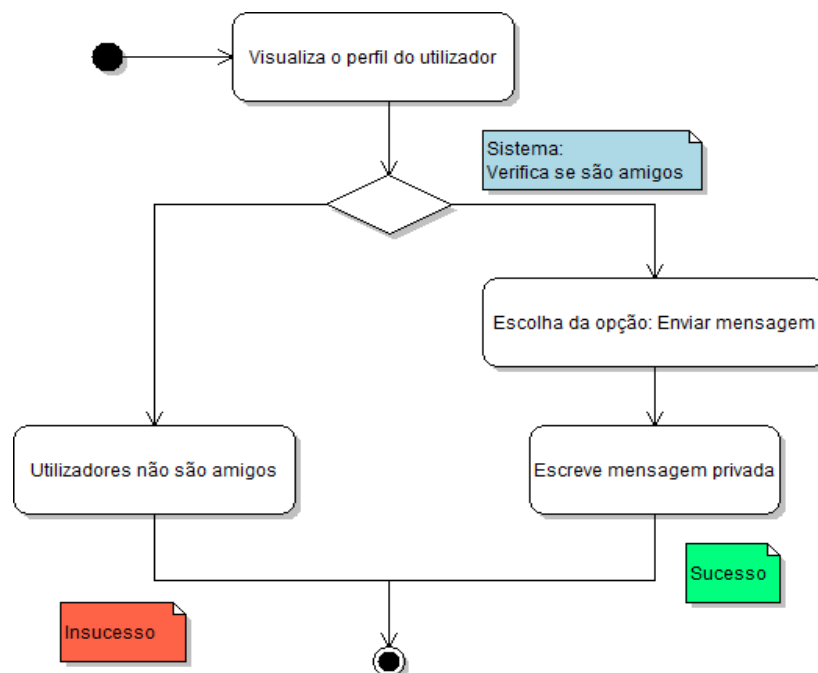 Visualiza o perfil do utilizador
Sistema:
Verifica se são amigos
Escolha da opção: Enviar mensagem
Utilizadores não são amigos
Escreve mensagem privada
Sucesso
Insucesso